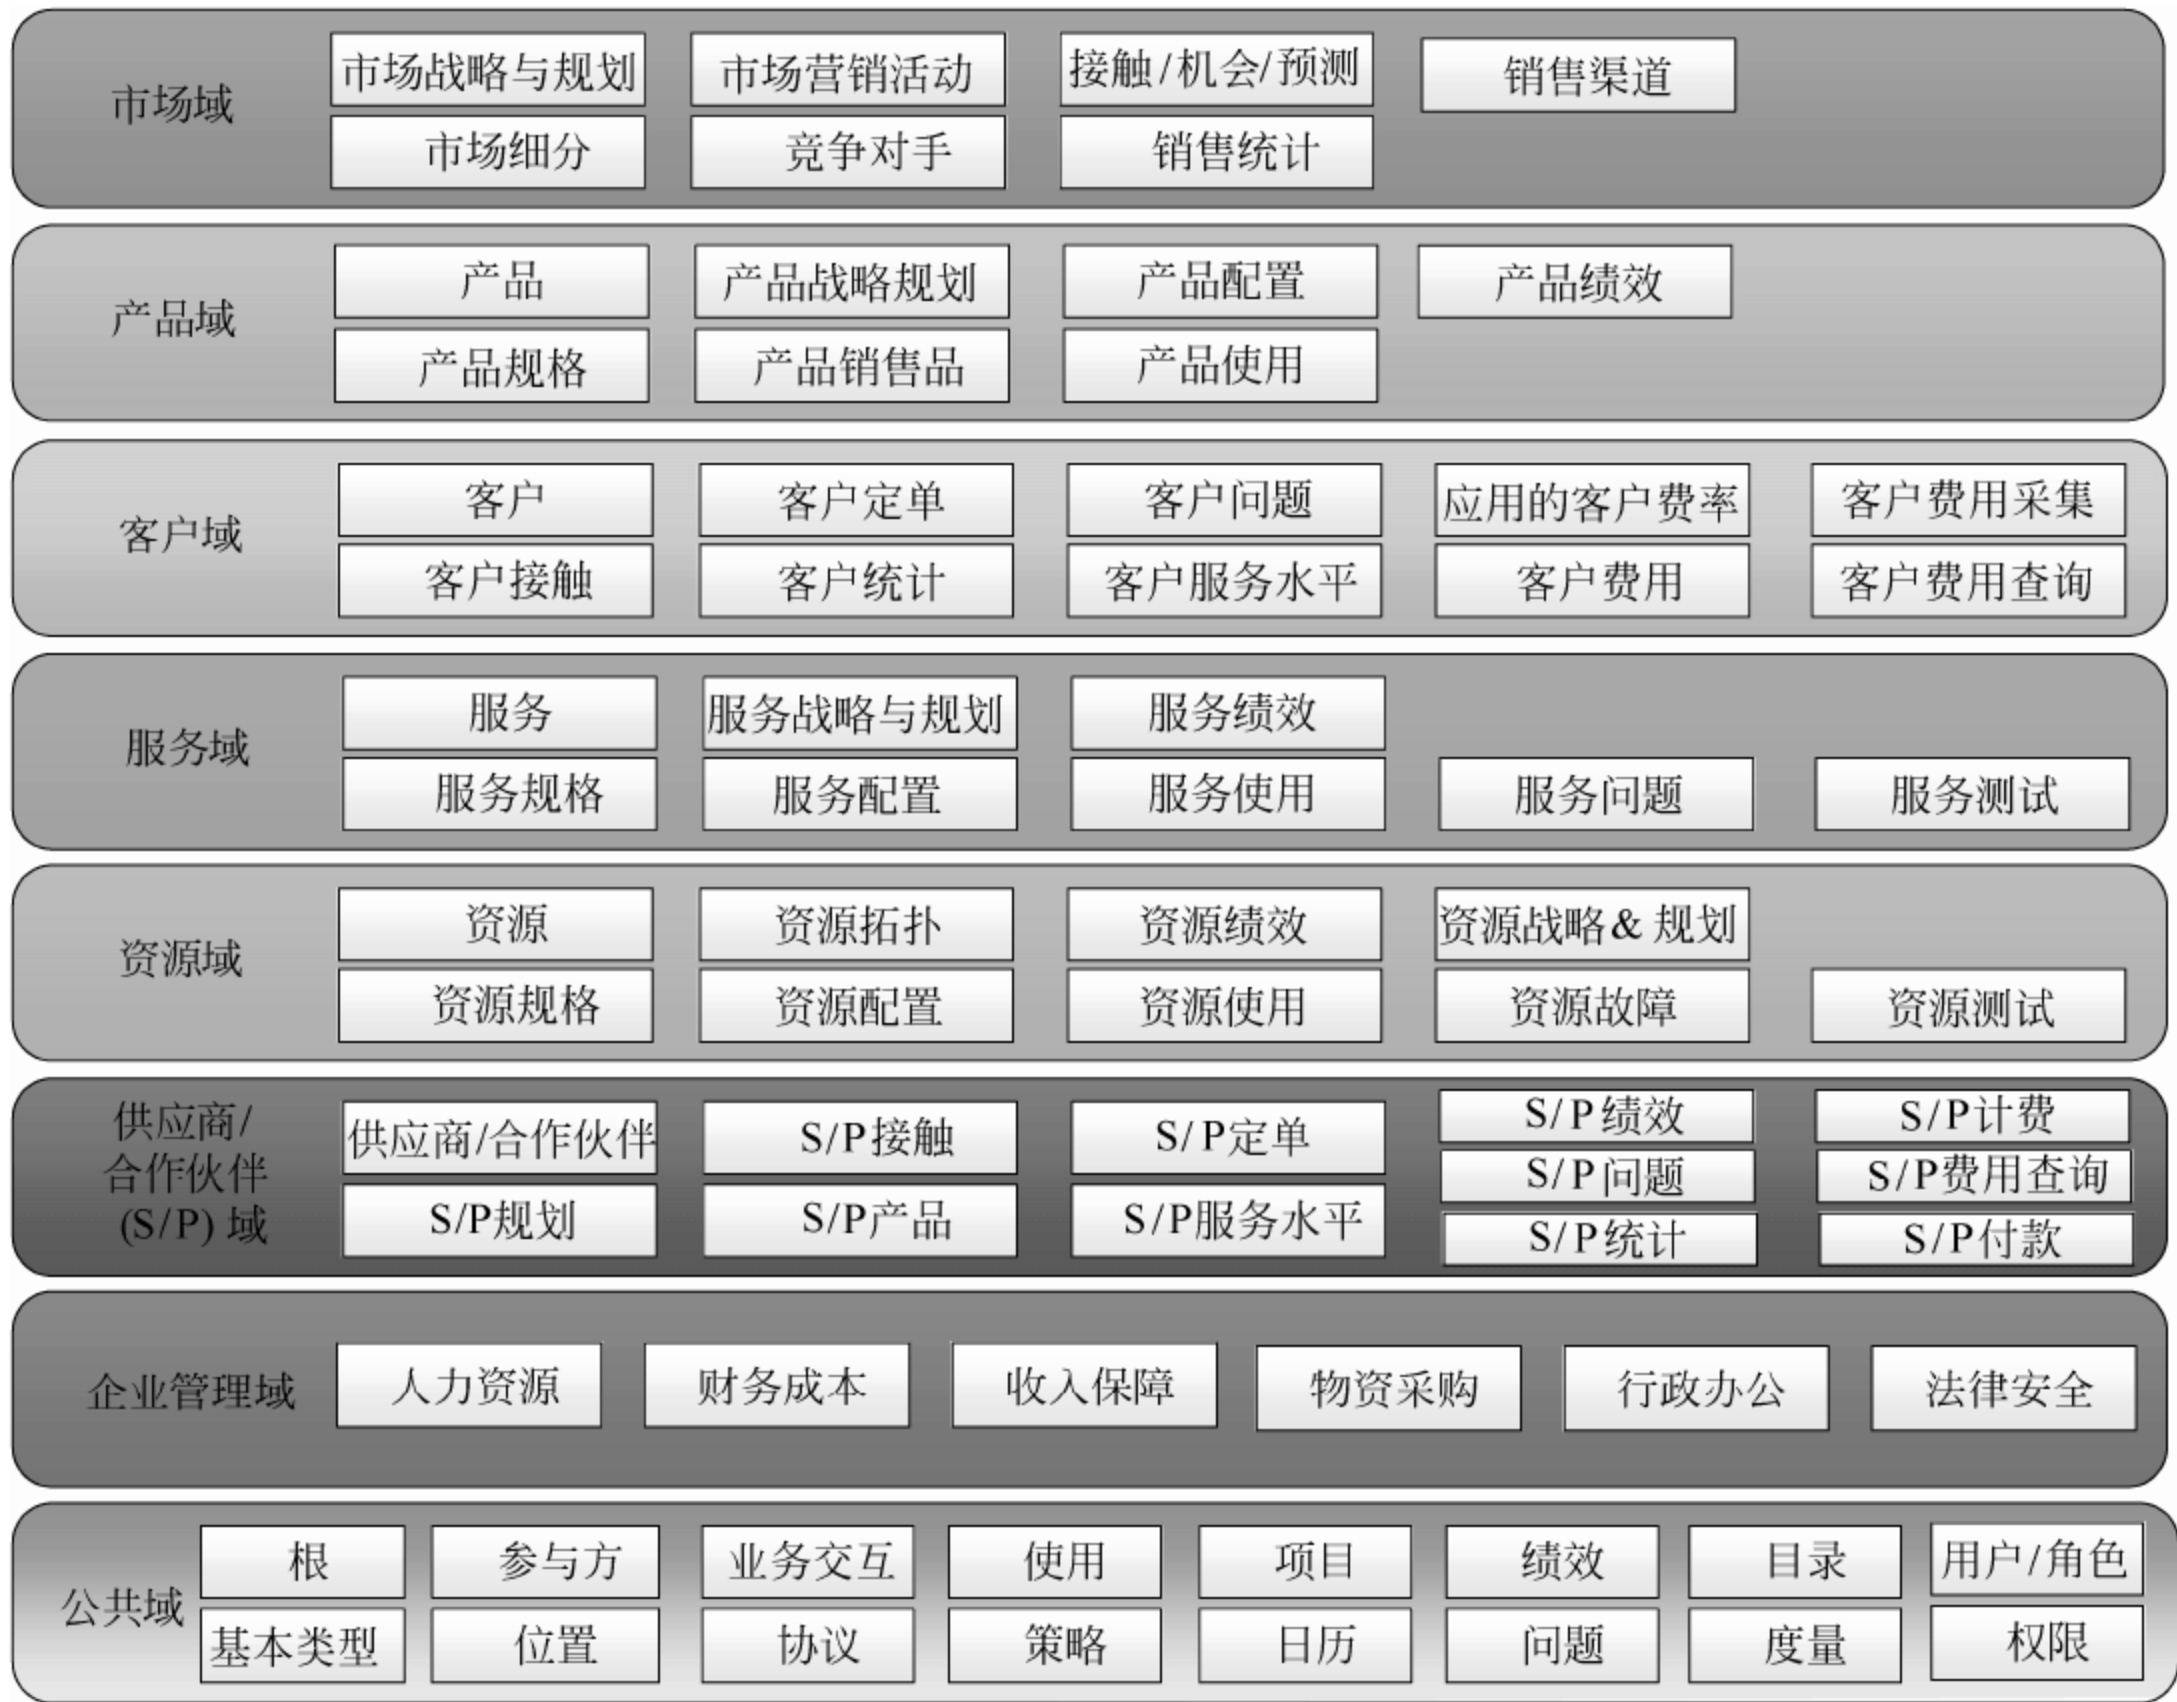 市场域
市场战略与规划
市场营销活动
接触/机会/预测
销售渠道
市场细分
竞争对手
销售统计
产品域
产品
产品战略规划
产品配置
产品绩效
产品规格
产品销售品
产品使用
客户域
客户
客户定单
客户问题
应用的客户费率
客户费用采集
客户接触
客户统计
客户服务水平
客户费用
客户费用查询
服务域
服务
服务战略与规划
服务绩效
服务规格
服务配置
服务使用
服务问题
服务测试
资源域
资源
资源拓扑
资源绩效
资源战略& 规划
资源规格
资源配置
资源使用
资源故障
资源测试
供应商/
合作伙伴
(S/P) 域
供应商/合作伙伴
S/P接触
S/P定单
S/P绩效
S/P计费
S/P问题
S/P费用查询
S/P规划
S/P产品
S/P服务水平
S/P统计
S/P付款
企业管理域
人力资源
财务成本
收入保障
物资采购
行政办公
法律安全
公共域
根
参与方
业务交互
使用
项目
绩效
目录
用户/角色
基本类型
位置
协议
策略
日历
问题
度量
权限